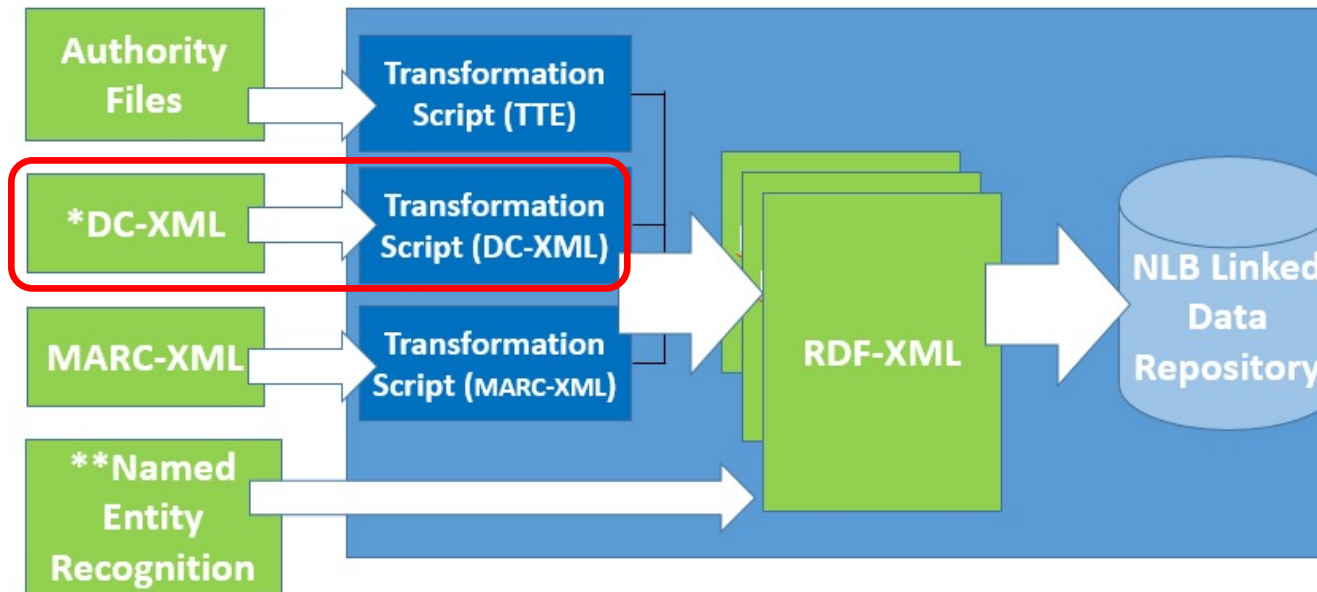 Authority
Files
Transformation
Script (TTE)
*DC-XML
Transformation
Script (DC-XML)
MARC-XML
Transformation
Script (MARC-XML)
**Named
Entity
Recognition
RDF-XML
NLB Linked
Data
Repository